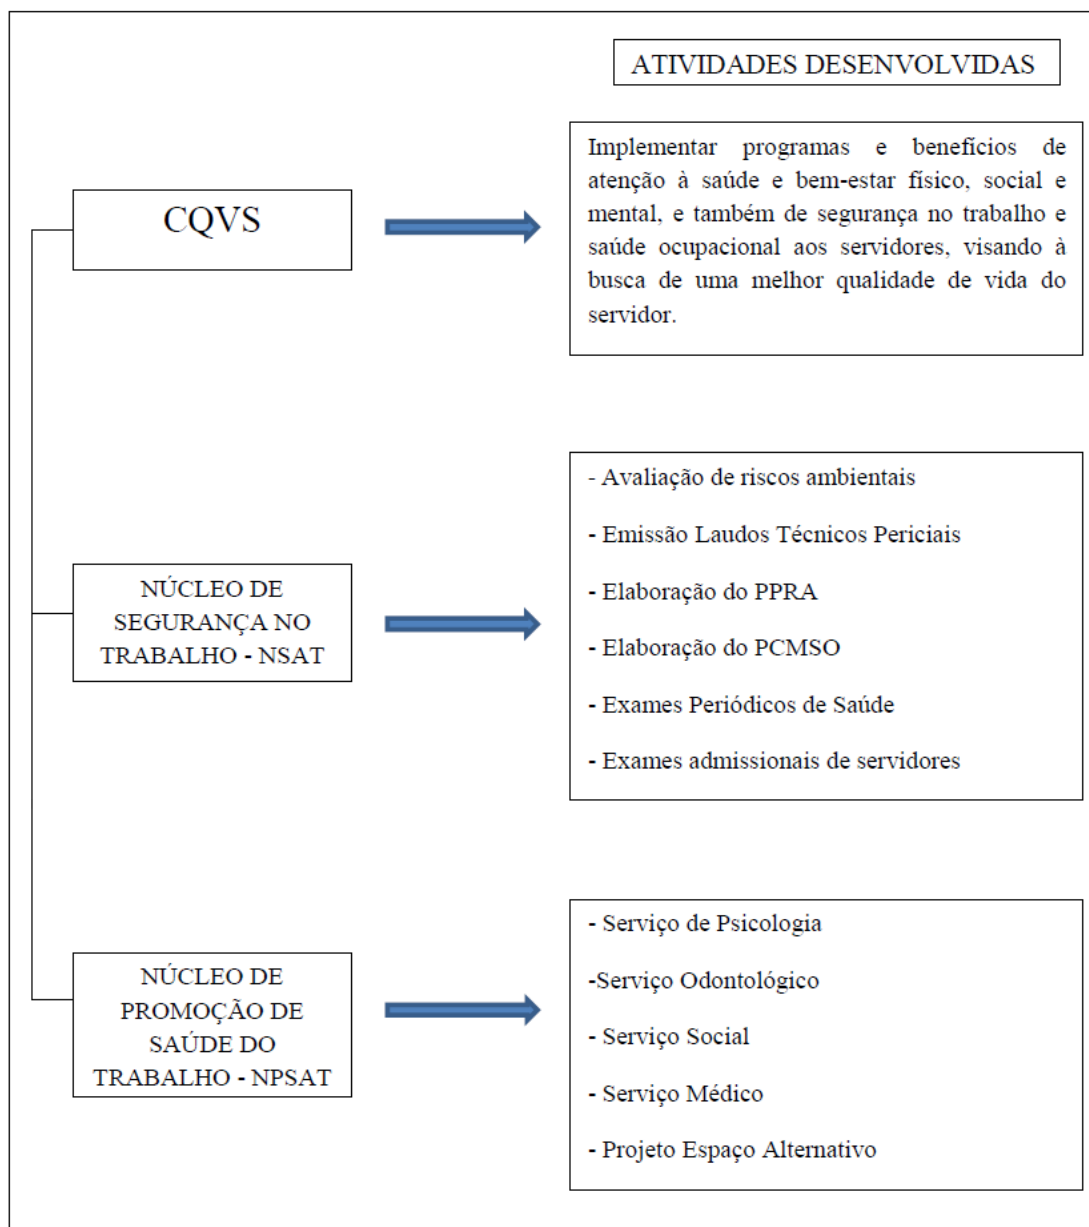 ATIVIDADES DESENVOLVIDAS
CQVS
Implementar programas e benefícios de
atenção à saúde e bem-estar físico, social e
mental, e também de segurança no trabalho e
saúde ocupacional aos servidores, visando à
busca de uma melhor qualidade de vida do
servidor.
NÚCLEO DE
SEGURANÇA NO
TRABALHO - NSAT
- Avaliação de riscos ambientais
- Emissão Laudos Técnicos Periciais
- Elaboração do PPRA
- Elaboração do PCMSO
- Exames Periódicos de Saúde
- Exames admissionais de servidores
NÚCLEO DE
PROMOÇÃO DE
SAÚDE DO
TRABALHO - NPSAT
- Serviço de Psicologia
-Serviço Odontológico
- Serviço Social
- Serviço Médico
- Projeto Espaço Alternativo